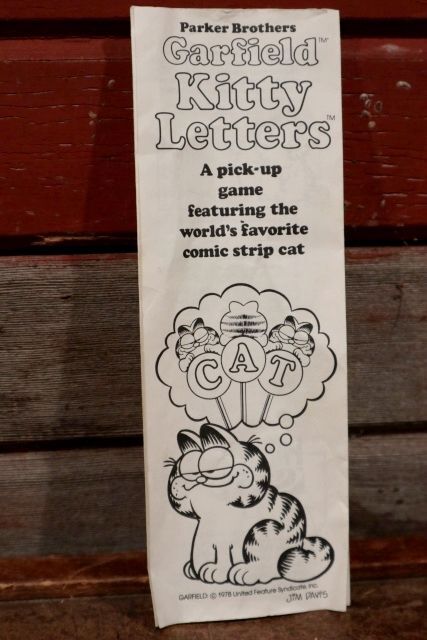 Parker Brothers
Garfield™
Kitty
Letters™
A pick-up
game
featuring the
world's favorite
comic strip cat
CAT
GARFIELD: © 1978 United Feature Syndicate, Inc.
JIM DAVIS